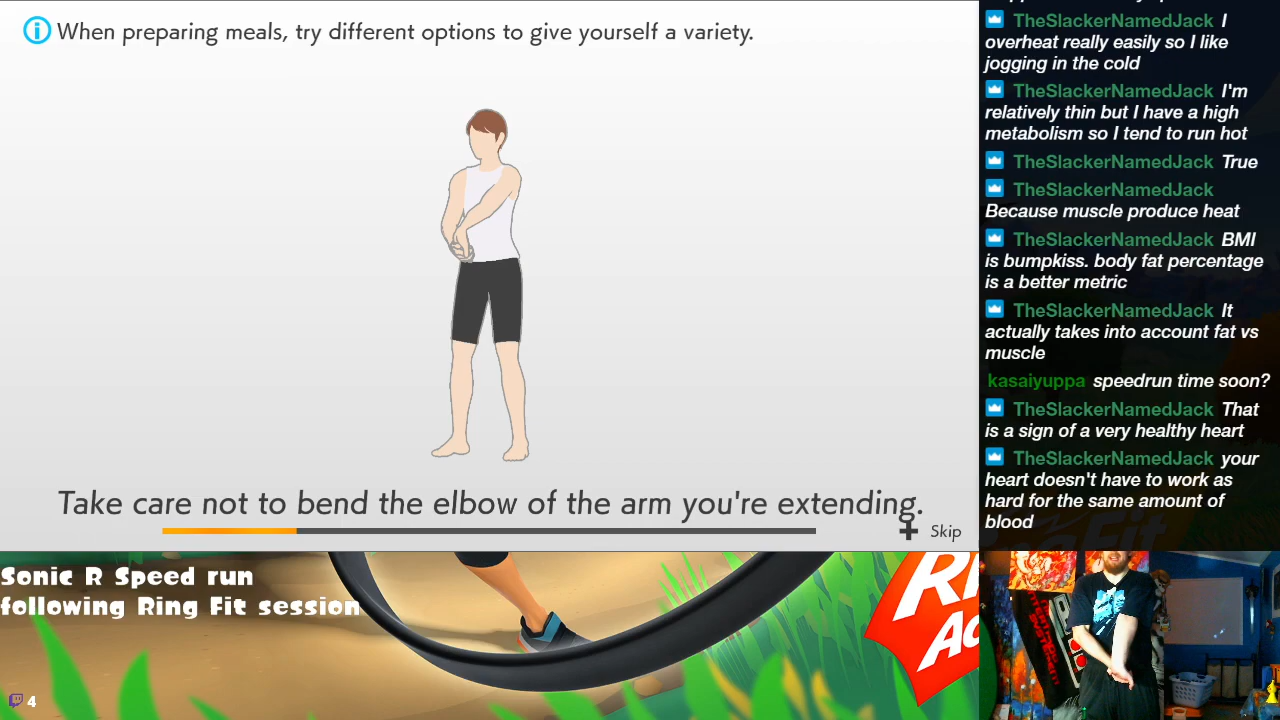 When preparing meals, try different options to give yourself a variety.
Take care not to bend the elbow of the arm you're extending.
Skip
TheSlackerNamedJack I
overheat really easily so I like
jogging in the cold
TheSlackerNamedJack I'm
relatively thin but I have a high
metabolism so I tend to run hot
TheSlackerNamedJack True
TheSlackerNamedJack
Because muscle produce heat
TheSlackerNamedJack BMI
is bumpkiss. body fat percentage
is a better metric
TheSlackerNamedJack It
actually takes into account fat vs
muscle
kasaiyuppa speedrun time soon?
TheSlackerNamedJack That
is a sign of a very healthy heart
TheSlackerNamedJack your
heart doesn't have to work as
hard for the same amount of
blood
Sonic R Speed run
following Ring Fit session
4